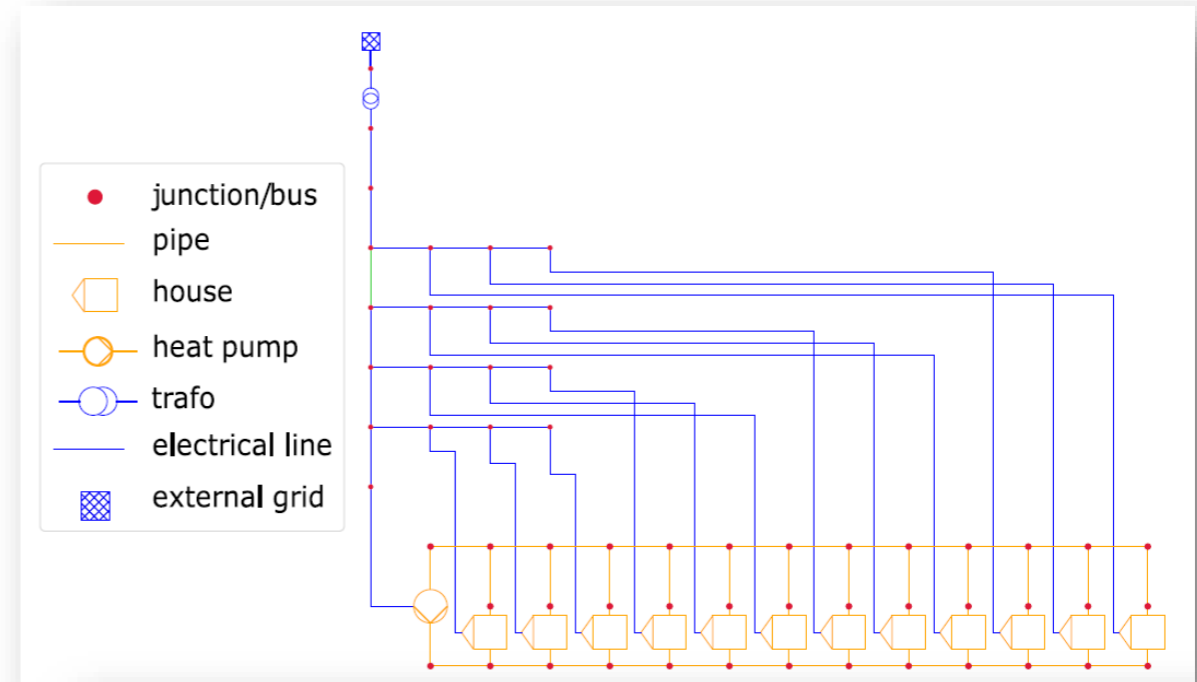 junction/bus
pipe
house
heat pump
trafo
electrical line
external grid